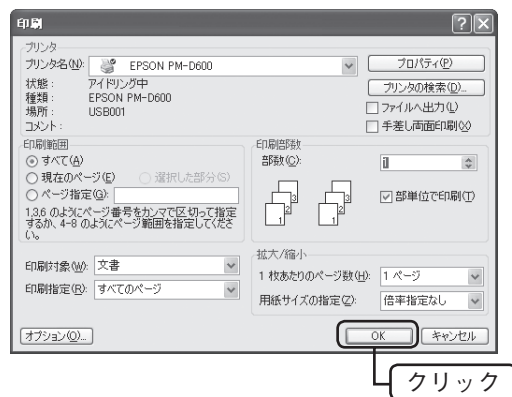 印刷
プリンタ
プリンタ名(N): EPSON PM-D600 プロパティ(P)
状態: アイドリング中 プリンタの検索(D)...
種類: EPSON PM-D600
場所: USB001 ファイルへ出力(L)
コメント: 手差し両面印刷(X)
印刷範囲 印刷部数
すべて(A) 部数(C): 1
現在のページ(E) 選択した部分(S)
ページ指定(G): 部単位で印刷(T)
1,3,6 のようにページ番号をカンマで区切って指定
するか、4-8 のようにページ範囲を指定してくださ
い。
1 1
2 2
3 3
拡大/縮小
印刷対象(W): 文書 1 枚あたりのページ数(H): 1 ページ
印刷指定(R): すべてのページ 用紙サイズの指定(Z): 倍率指定なし
オプション(O)... OK キャンセル
クリック